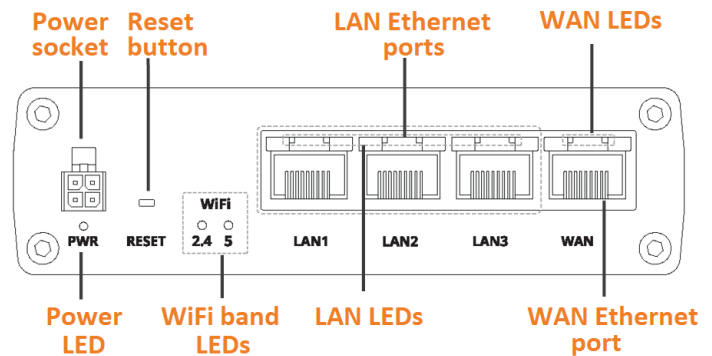 Power
socket
Reset
button
LAN Ethernet
ports
WAN LEDs
WiFi
PWR
RESET
2.4 5
LAN1
LAN2
LAN3
WAN
Power
LED
WiFi band
LEDs
LAN LEDs
WAN Ethernet
port